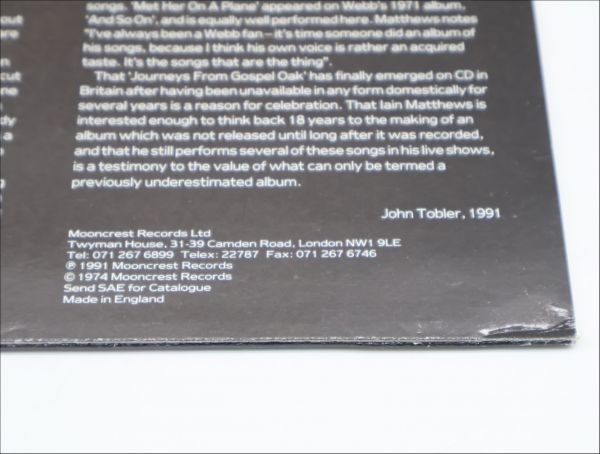 songs. 'Met Her On A Plane' appeared on Webb's 1971 album,
'And So On', and is equally well performed here. Matthews notes
"I've always been a Webb fan — it's time someone did an album of
his songs, because I think his own voice is rather an acquired
taste. It's the songs that are the thing".
That 'Journeys From Gospel Oak' has finally emerged on CD in
Britain after having been unavailable in any form domestically for
several years is a reason for celebration. That Iain Matthews is
interested enough to think back 18 years to the making of an
album which was not released until long after it was recorded,
and that he still performs several of these songs in his live shows,
is a testimony to the value of what can only be termed a
previously underestimated album.
John Tobler, 1991
Mooncrest Records Ltd
Twyman House, 31-39 Camden Road, London NW1 9LE
Tel: 071 267 6899 Telex: 22787 Fax: 071 267 6746
℗ 1991 Mooncrest Records
© 1974 Mooncrest Records
Send SAE for Catalogue
Made in England